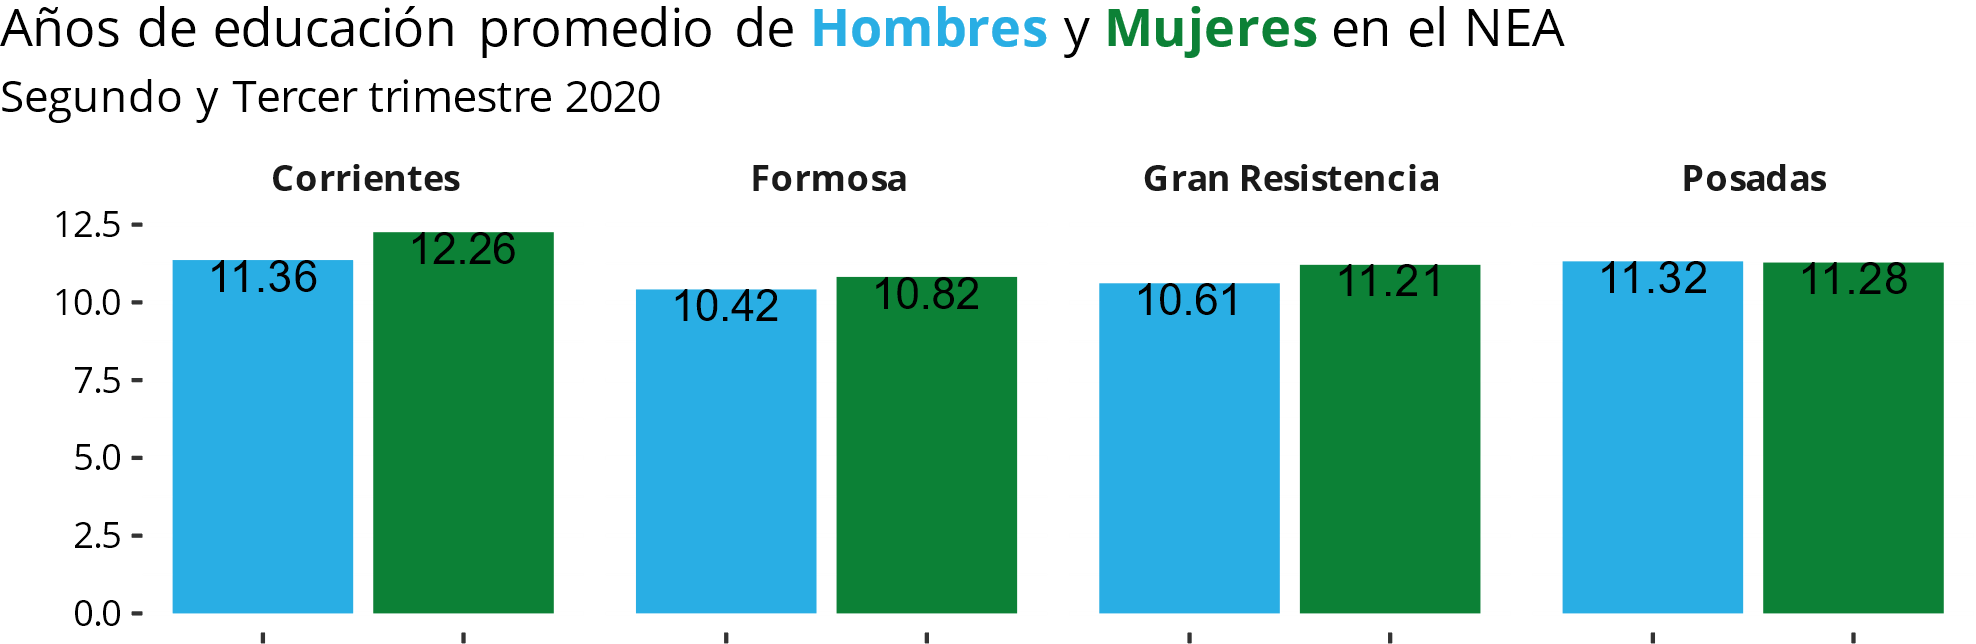 Años de educación promedio de Hombres y Mujeres en el NEA
Segundo y Tercer trimestre 2020
Corrientes Formosa Gran Resistencia Posadas
12.5
10.0
7.5
5.0
2.5
0.0
11.36 12.26 10.42 10.82 10.61 11.21 11.32 11.28